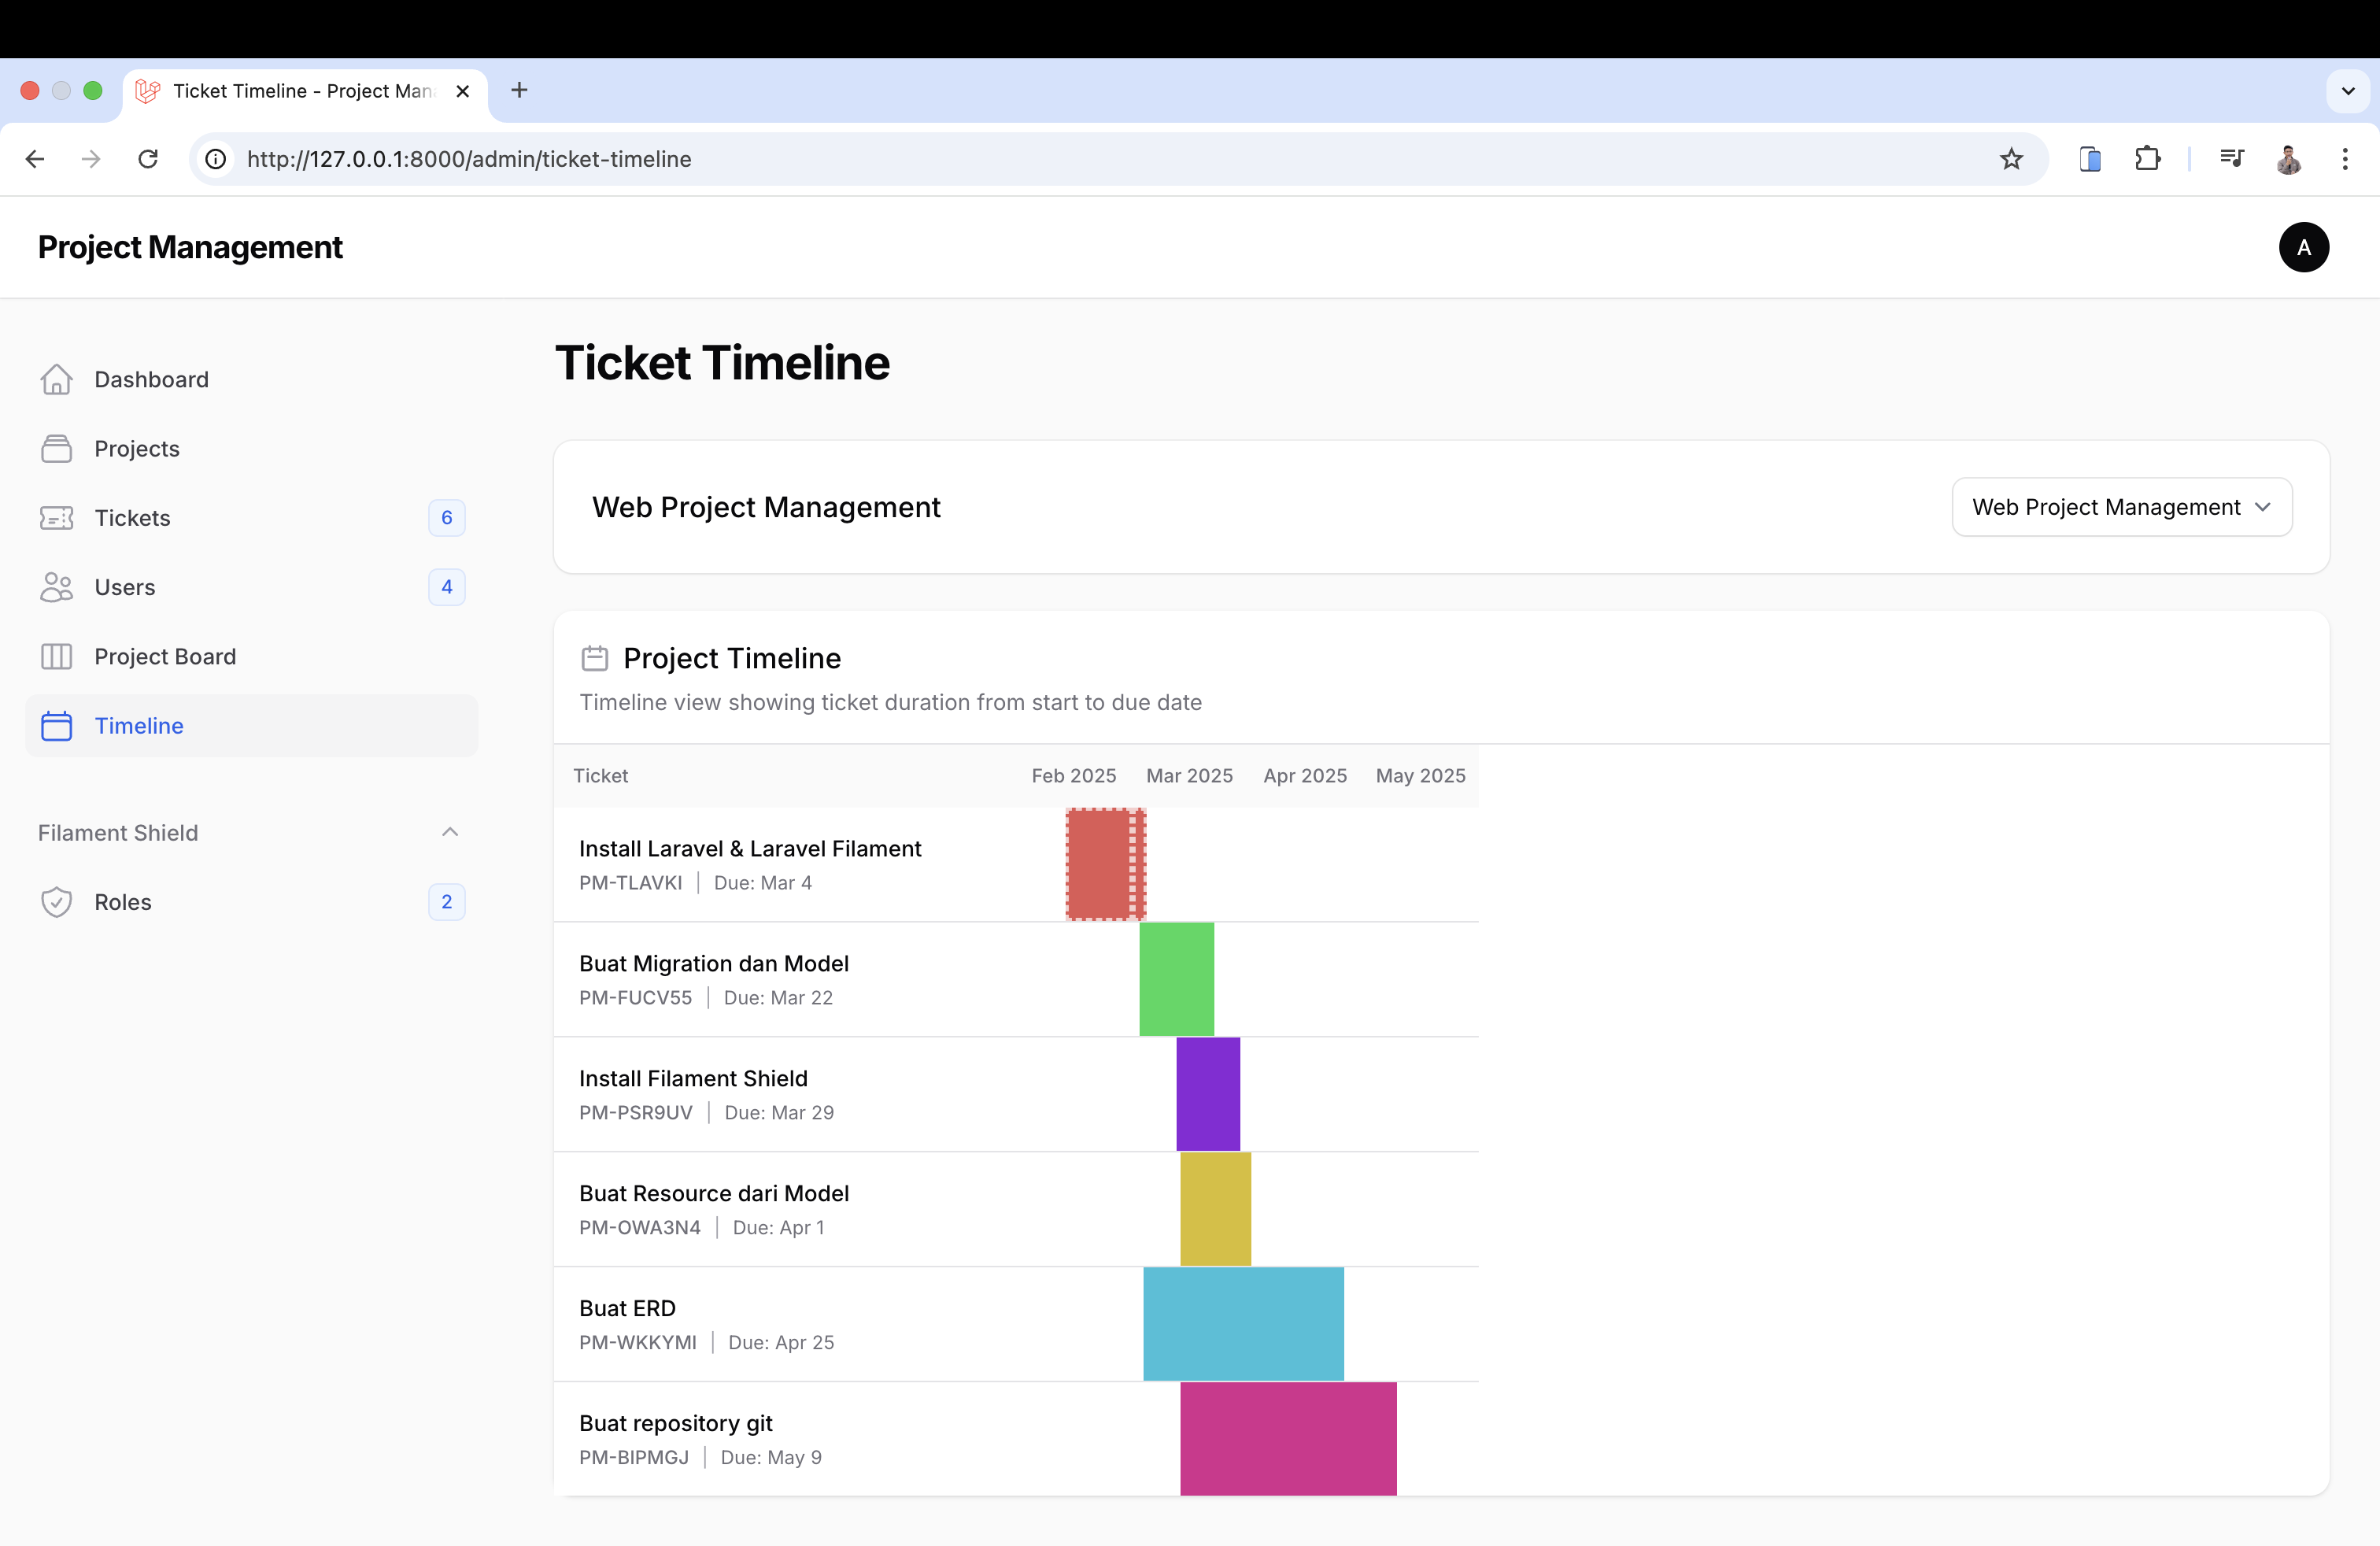 Ticket Timeline - Project Man
http://127.0.0.1:8000/admin/ticket-timeline
Project Management
A
Dashboard
Projects
Tickets 6
Users 4
Project Board
Timeline
Filament Shield
Roles 2
Ticket Timeline
Web Project Management
Web Project Management
Project Timeline
Timeline view showing ticket duration from start to due date
Ticket Feb 2025 Mar 2025 Apr 2025 May 2025
Install Laravel & Laravel Filament
PM-TLAVKI | Due: Mar 4
Buat Migration dan Model
PM-FUCV55 | Due: Mar 22
Install Filament Shield
PM-PSR9UV | Due: Mar 29
Buat Resource dari Model
PM-OWA3N4 | Due: Apr 1
Buat ERD
PM-WKKYMI | Due: Apr 25
Buat repository git
PM-BIPMGJ | Due: May 9